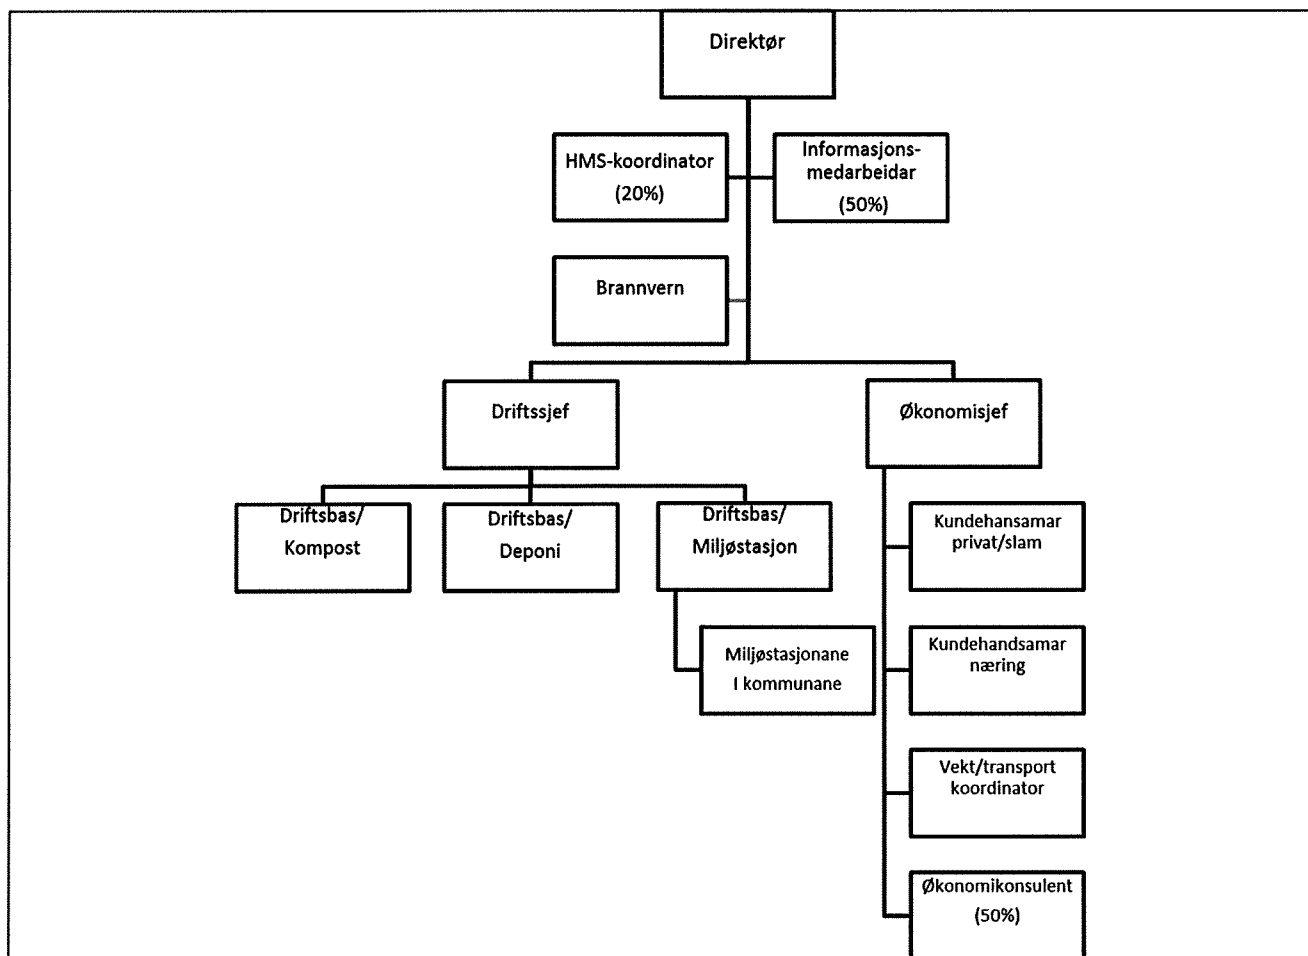 Direktør
HMS-koordinator
(20%)
Informasjons-
medarbeidar
(50%)
Brannvern
Driftssjef
Økonomisjef
Driftsbas/
Kompost
Driftsbas/
Deponi
Driftsbas/
Miljøstasjon
Miljøstasjonane
I kommunane
Kundehansamar
privat/slam
Kundehandsamar
næring
Vekt/transport
koordinator
Økonomikonsulent
(50%)